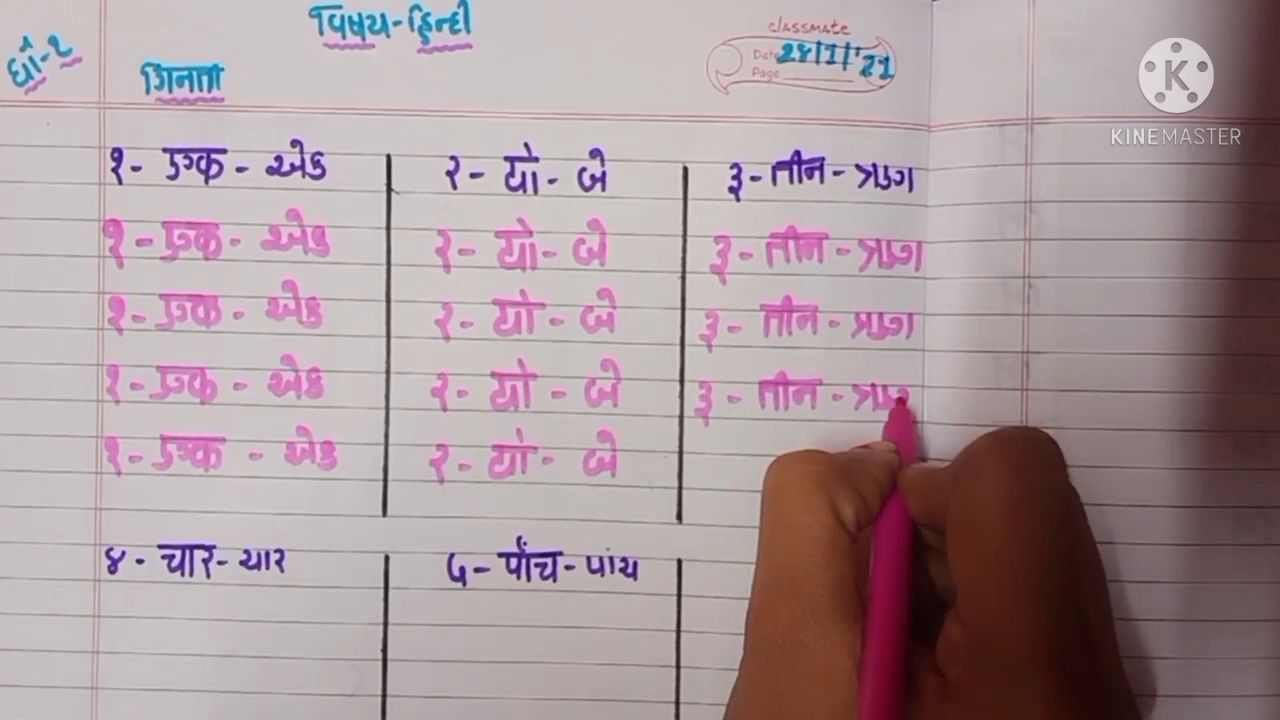 विषय-हिन्दी
classmate
Date 28/1/'21
Page
गिनती
१- एक - એક
२- दो - બે
३- तीन - ત્રણ
१- एक - એક
२- दो - બે
३- तीन - ત્રણ
१- एक - એક
२- दो - બે
३- तीन - ત્રણ
१- एक - એક
२- दो - બે
३- तीन - ત્ર
१- एक - એક
२- दो - બે
४- चार - ચાર
५- पाँच - પાંચ
KINEMASTER